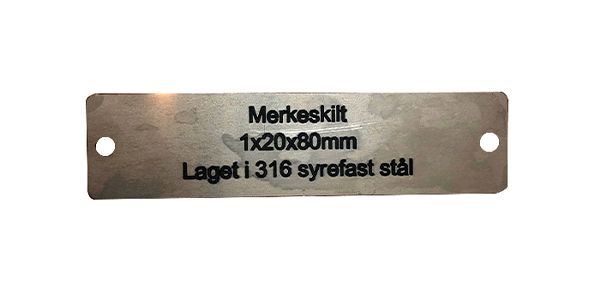 Merkeskilt
1x20x80mm
Laget i 316 syrefast stål